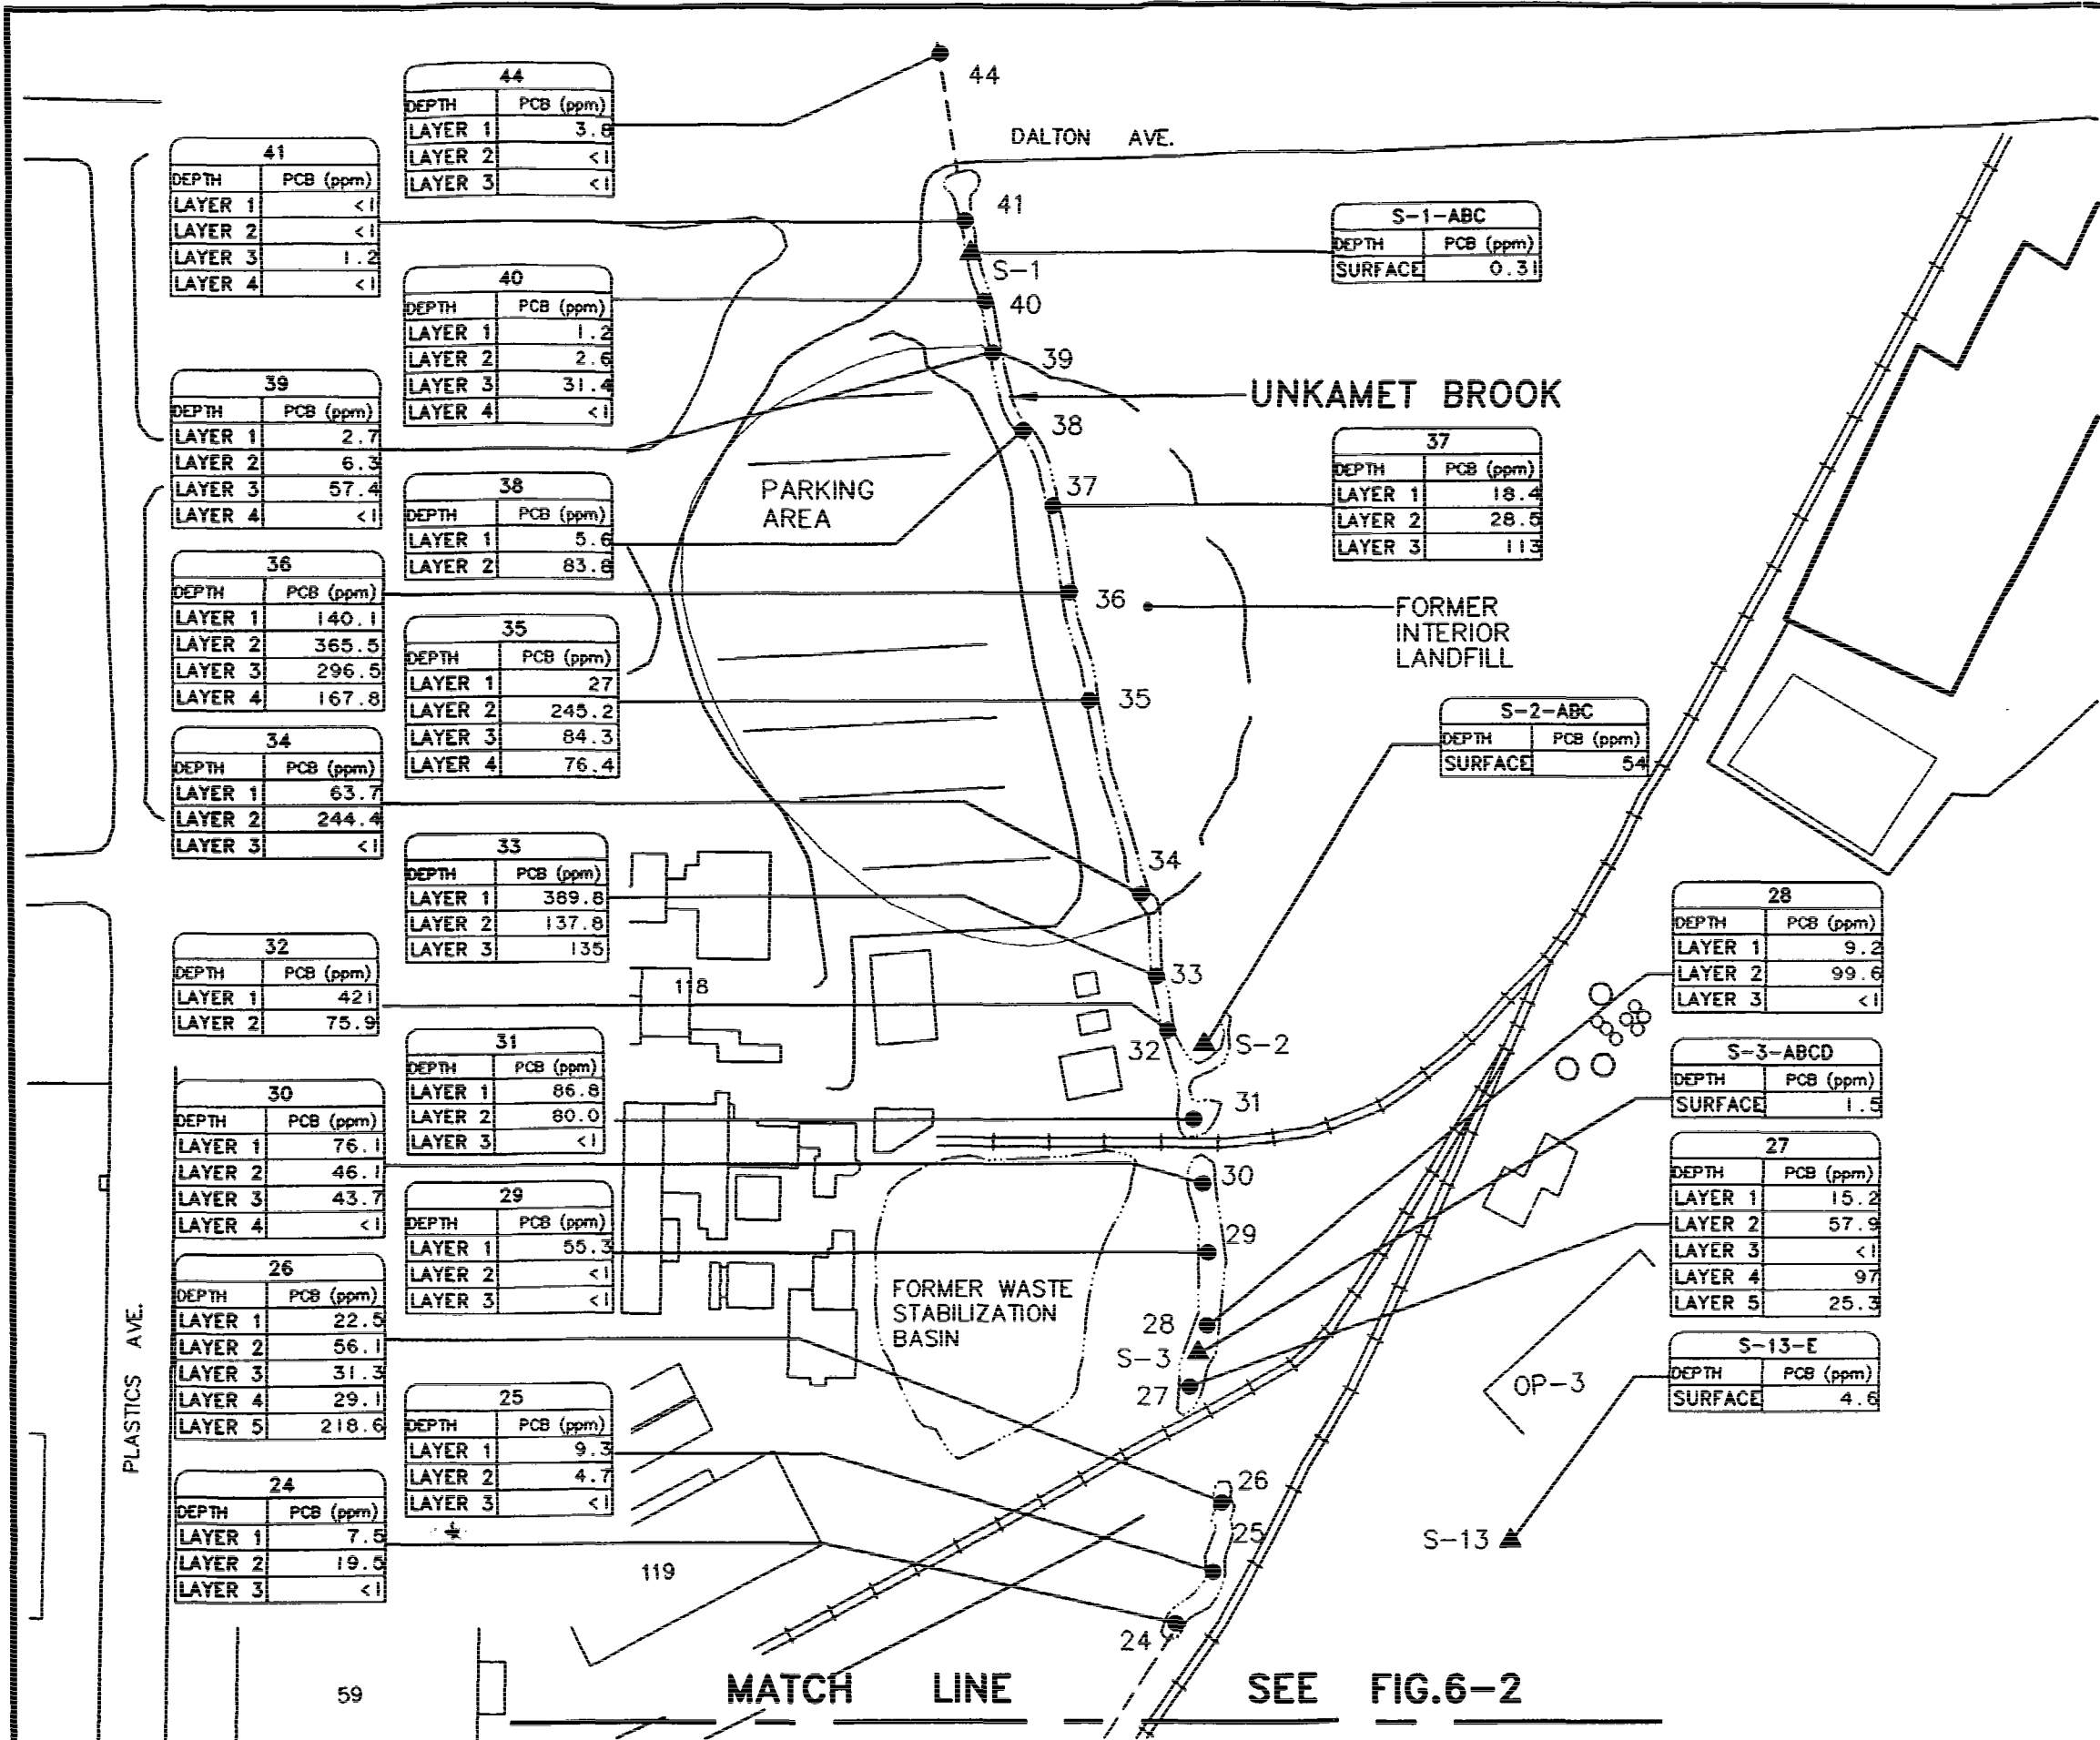 44
DEPTH PCB (ppm)
LAYER 1 3.8
LAYER 2 <1
LAYER 3 <1
41
DEPTH PCB (ppm)
LAYER 1 <1
LAYER 2 <1
LAYER 3 1.2
LAYER 4 <1
40
DEPTH PCB (ppm)
LAYER 1 1.2
LAYER 2 2.6
LAYER 3 31.4
LAYER 4 <1
39
DEPTH PCB (ppm)
LAYER 1 2.7
LAYER 2 6.3
LAYER 3 57.4
LAYER 4 <1
38
DEPTH PCB (ppm)
LAYER 1 5.6
LAYER 2 83.8
36
DEPTH PCB (ppm)
LAYER 1 140.1
LAYER 2 365.5
LAYER 3 296.5
LAYER 4 167.8
35
DEPTH PCB (ppm)
LAYER 1 27
LAYER 2 245.2
LAYER 3 84.3
LAYER 4 76.4
34
DEPTH PCB (ppm)
LAYER 1 63.7
LAYER 2 244.4
LAYER 3 <1
33
DEPTH PCB (ppm)
LAYER 1 389.8
LAYER 2 137.8
LAYER 3 135
32
DEPTH PCB (ppm)
LAYER 1 421
LAYER 2 75.9
31
DEPTH PCB (ppm)
LAYER 1 86.8
LAYER 2 80.0
LAYER 3 <1
30
DEPTH PCB (ppm)
LAYER 1 76.1
LAYER 2 46.1
LAYER 3 43.7
LAYER 4 <1
29
DEPTH PCB (ppm)
LAYER 1 55.3
LAYER 2 <1
LAYER 3 <1
26
DEPTH PCB (ppm)
LAYER 1 22.5
LAYER 2 56.1
LAYER 3 31.3
LAYER 4 29.1
LAYER 5 218.6
25
DEPTH PCB (ppm)
LAYER 1 9.3
LAYER 2 4.7
LAYER 3 <1
24
DEPTH PCB (ppm)
LAYER 1 7.5
LAYER 2 19.5
LAYER 3 <1
PLASTICS AVE.
59
119
118
44
DALTON AVE.
41
S-1
40
39
UNKAMET BROOK
38
37
PARKING
AREA
36
FORMER
INTERIOR
LANDFILL
35
34
33
32
S-2
31
30
29
FORMER WASTE
STABILIZATION
BASIN
28
S-3
27
26
25
24
OP-3
S-13
S-1-ABC
DEPTH PCB (ppm)
SURFACE 0.31
37
DEPTH PCB (ppm)
LAYER 1 18.4
LAYER 2 28.5
LAYER 3 113
S-2-ABC
DEPTH PCB (ppm)
SURFACE 54
28
DEPTH PCB (ppm)
LAYER 1 9.2
LAYER 2 99.6
LAYER 3 <1
S-3-ABCD
DEPTH PCB (ppm)
SURFACE 1.5
27
DEPTH PCB (ppm)
LAYER 1 15.2
LAYER 2 57.9
LAYER 3 <1
LAYER 4 97
LAYER 5 25.3
S-13-E
DEPTH PCB (ppm)
SURFACE 4.6
MATCH LINE SEE FIG.6-2